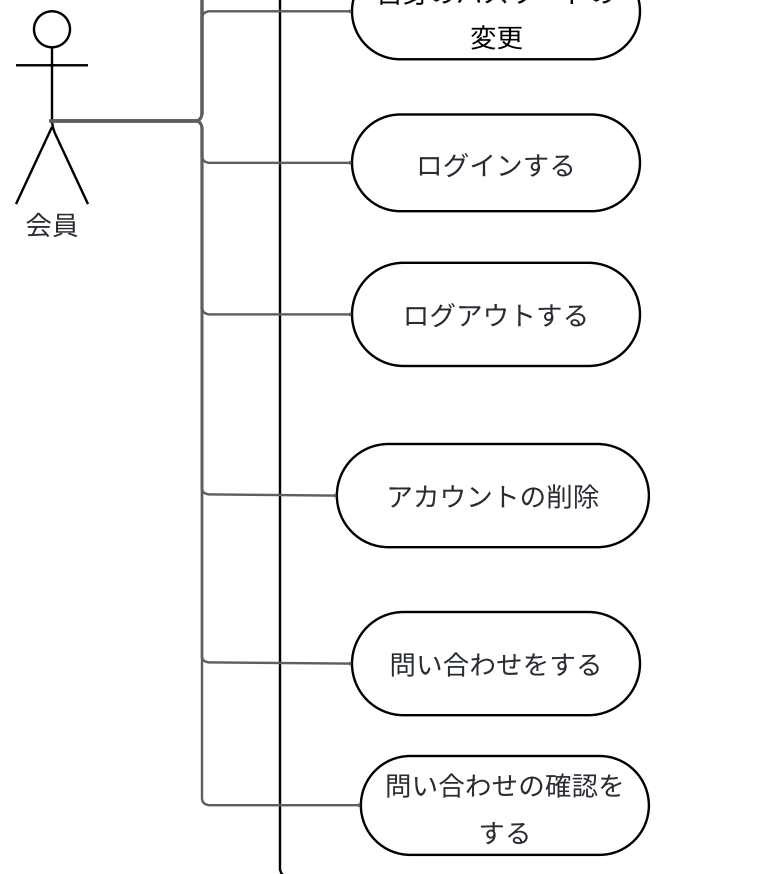 変更
ログインする
会員
ログアウトする
アカウントの削除
問い合わせをする
問い合わせの確認を
する